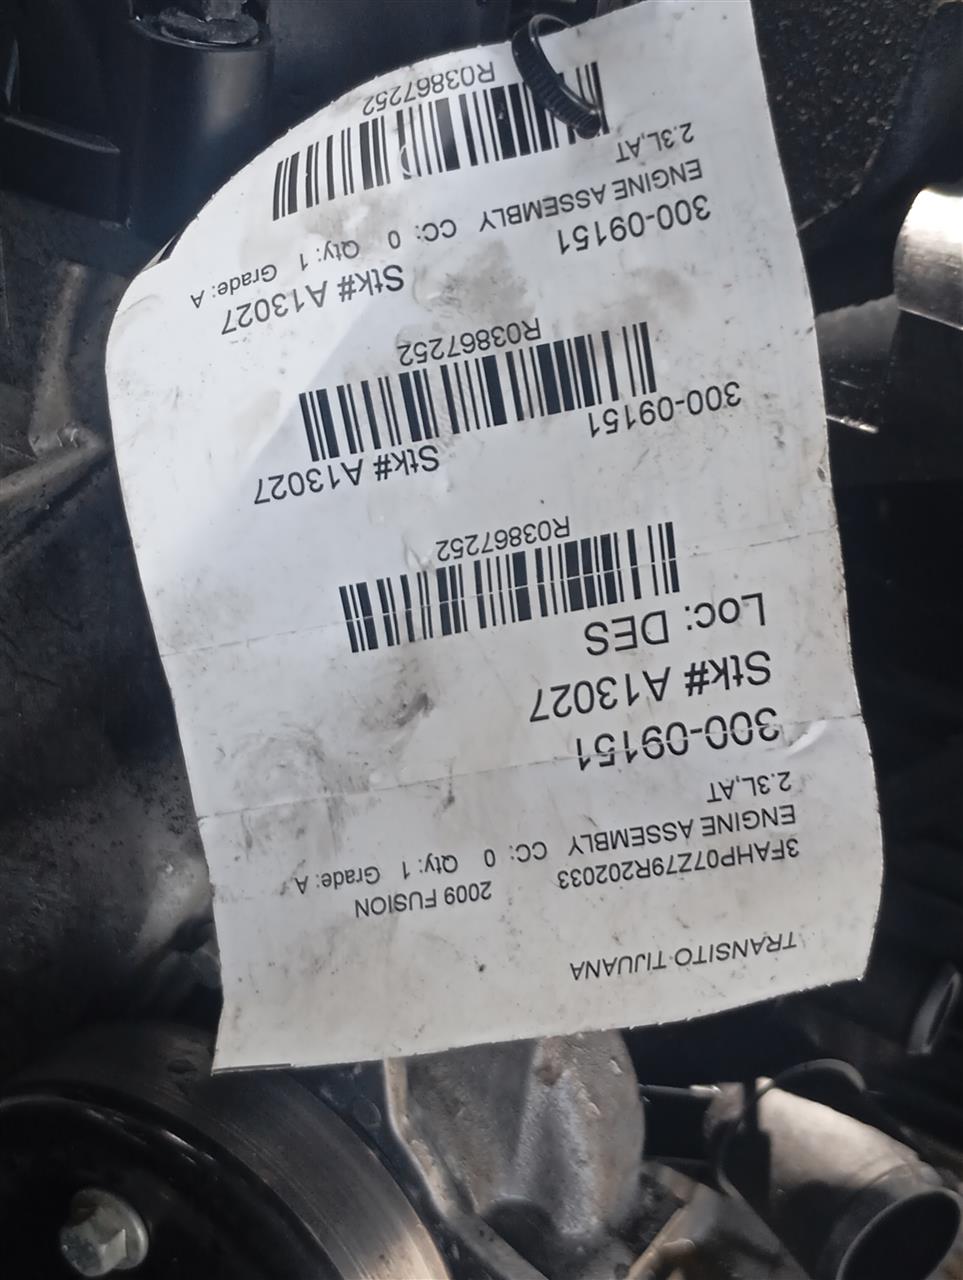 TRANSITO TIJUANA
3FAHP07Z79R202033 2009 FUSION
ENGINE ASSEMBLY CC: 0 Qty: 1 Grade: A
2.3L,AT
300-09151
Stk# A13027
Loc: DES
R03867252
300-09151 Stk# A13027
R03867252
300-09151 Stk# A13027
ENGINE ASSEMBLY CC: 0 Qty: 1 Grade: A
2.3L,AT
R03867252